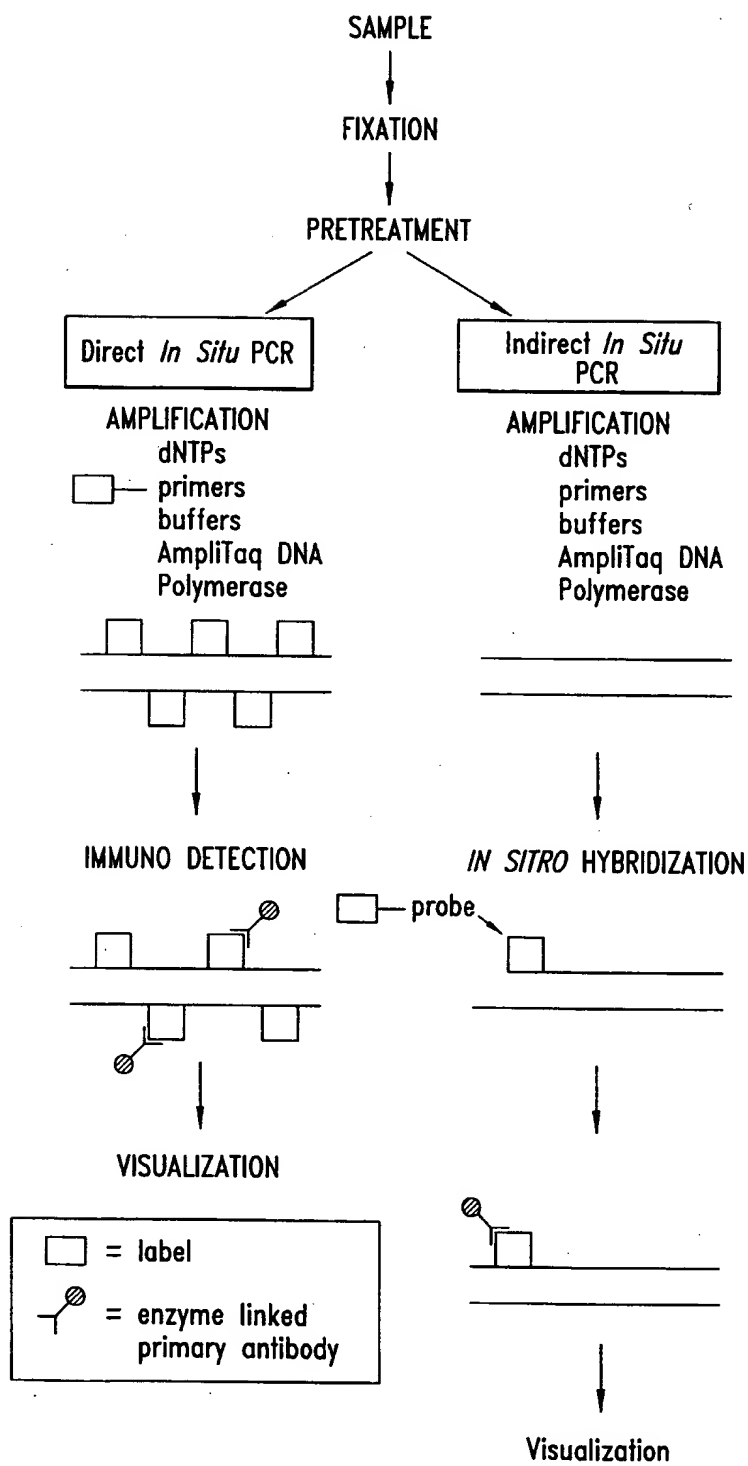 SAMPLE
FIXATION
PRETREATMENT
Direct In Situ PCR
AMPLIFICATION
dNTPs
primers
buffers
AmpliTaq DNA
Polymerase
IMMUNO DETECTION
VISUALIZATION
= label
= enzyme linked
primary antibody
Indirect In Situ
PCR
AMPLIFICATION
dNTPs
primers
buffers
AmpliTaq DNA
Polymerase
IN SITRO HYBRIDIZATION
probe
Visualization